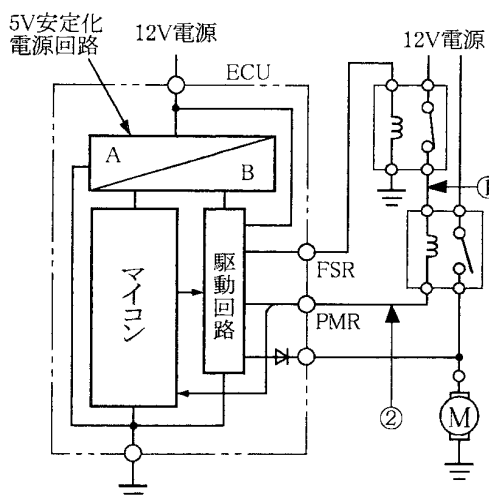 5V安定化
電源回路
12V電源
12V電源
ECU
A
B
①
マイコン
駆動回路
FSR
PMR
②
M